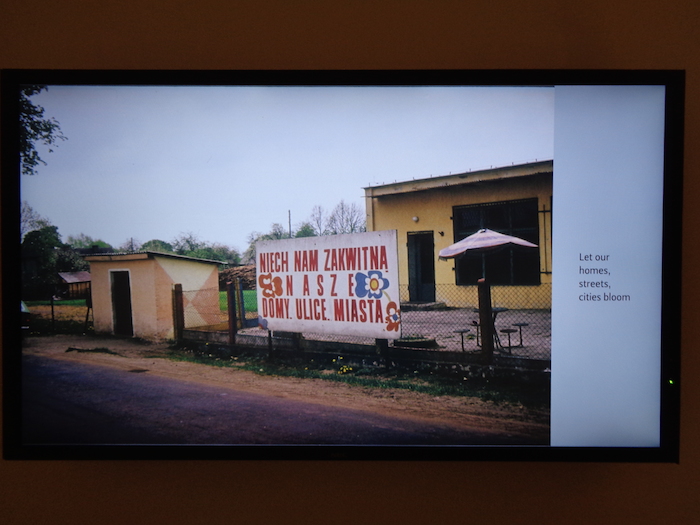 NIECH NAM ZAKWITNĄ
NASZE
DOMY. ULICE. MIASTA
Let our
homes,
streets,
cities bloom